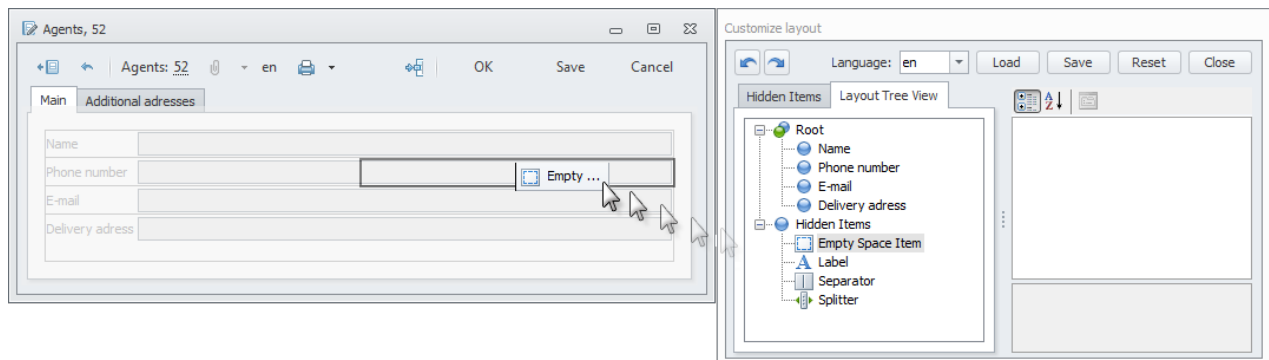 Agents, 52
Agents: 52 en OK Save Cancel
Main Additional adresses
Name
Phone number
Empty ...
E-mail
Delivery adress
Customize layout
Language: en Load Save Reset Close
Hidden Items Layout Tree View
Root
Name
Phone number
E-mail
Delivery adress
Hidden Items
Empty Space Item
A Label
Separator
Splitter
A
Z